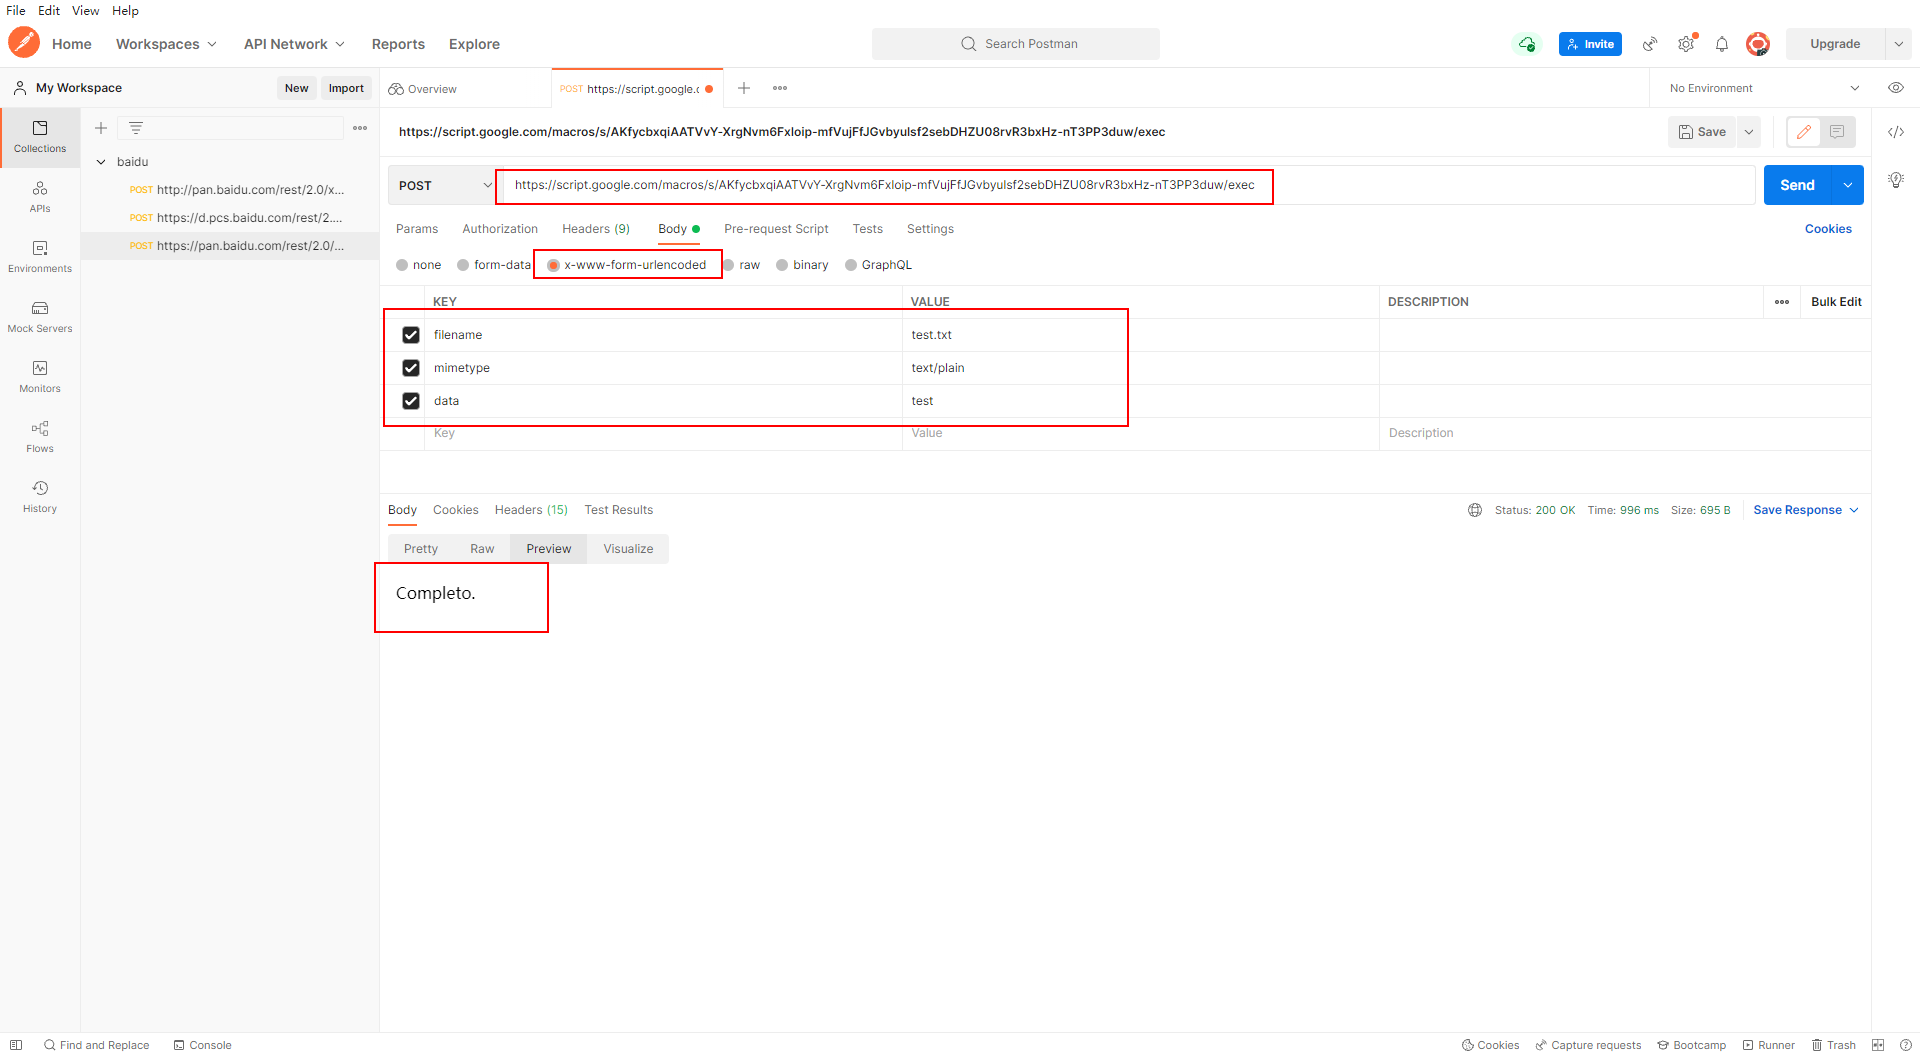 File Edit View Help
Home Workspaces API Network Reports Explore Search Postman Invite Upgrade
My Workspace New Import Overview POST https://script.google.c No Environment
https://script.google.com/macros/s/AKfycbxqiAATVvY-XrgNvm6Fxloip-mfVujFfJGvbyulsf2sebDHZU08rvR3bxHz-nT3PP3duw/exec Save
Collections
baidu
POST http://pan.baidu.com/rest/2.0/x...
POST https://d.pcs.baidu.com/rest/2....
POST https://pan.baidu.com/rest/2.0/...
APIs
Environments
Mock Servers
Monitors
Flows
History
POST https://script.google.com/macros/s/AKfycbxqiAATVvY-XrgNvm6Fxloip-mfVujFfJGvbyulsf2sebDHZU08rvR3bxHz-nT3PP3duw/exec Send
Params Authorization Headers (9) Body Pre-request Script Tests Settings Cookies
none form-data x-www-form-urlencoded raw binary GraphQL
KEY VALUE DESCRIPTION Bulk Edit
filename test.txt
mimetype text/plain
data test
Key Value Description
Body Cookies Headers (15) Test Results Status: 200 OK Time: 996 ms Size: 695 B Save Response
Pretty Raw Preview Visualize
Completo.
Find and Replace Console Cookies Capture requests Bootcamp Runner Trash